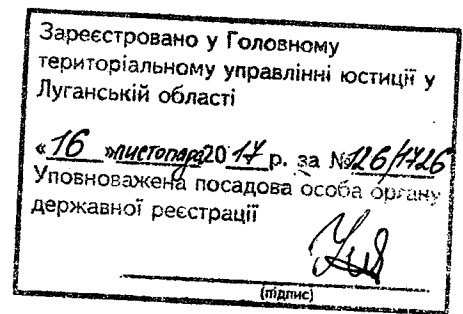 Зареєстровано у Головному
територіальному управлінні юстиції у
Луганській області
«16» листопада 2017 р. за №126/1726
Уповноважена посадова особа органу
державної реєстрації
(підпис)